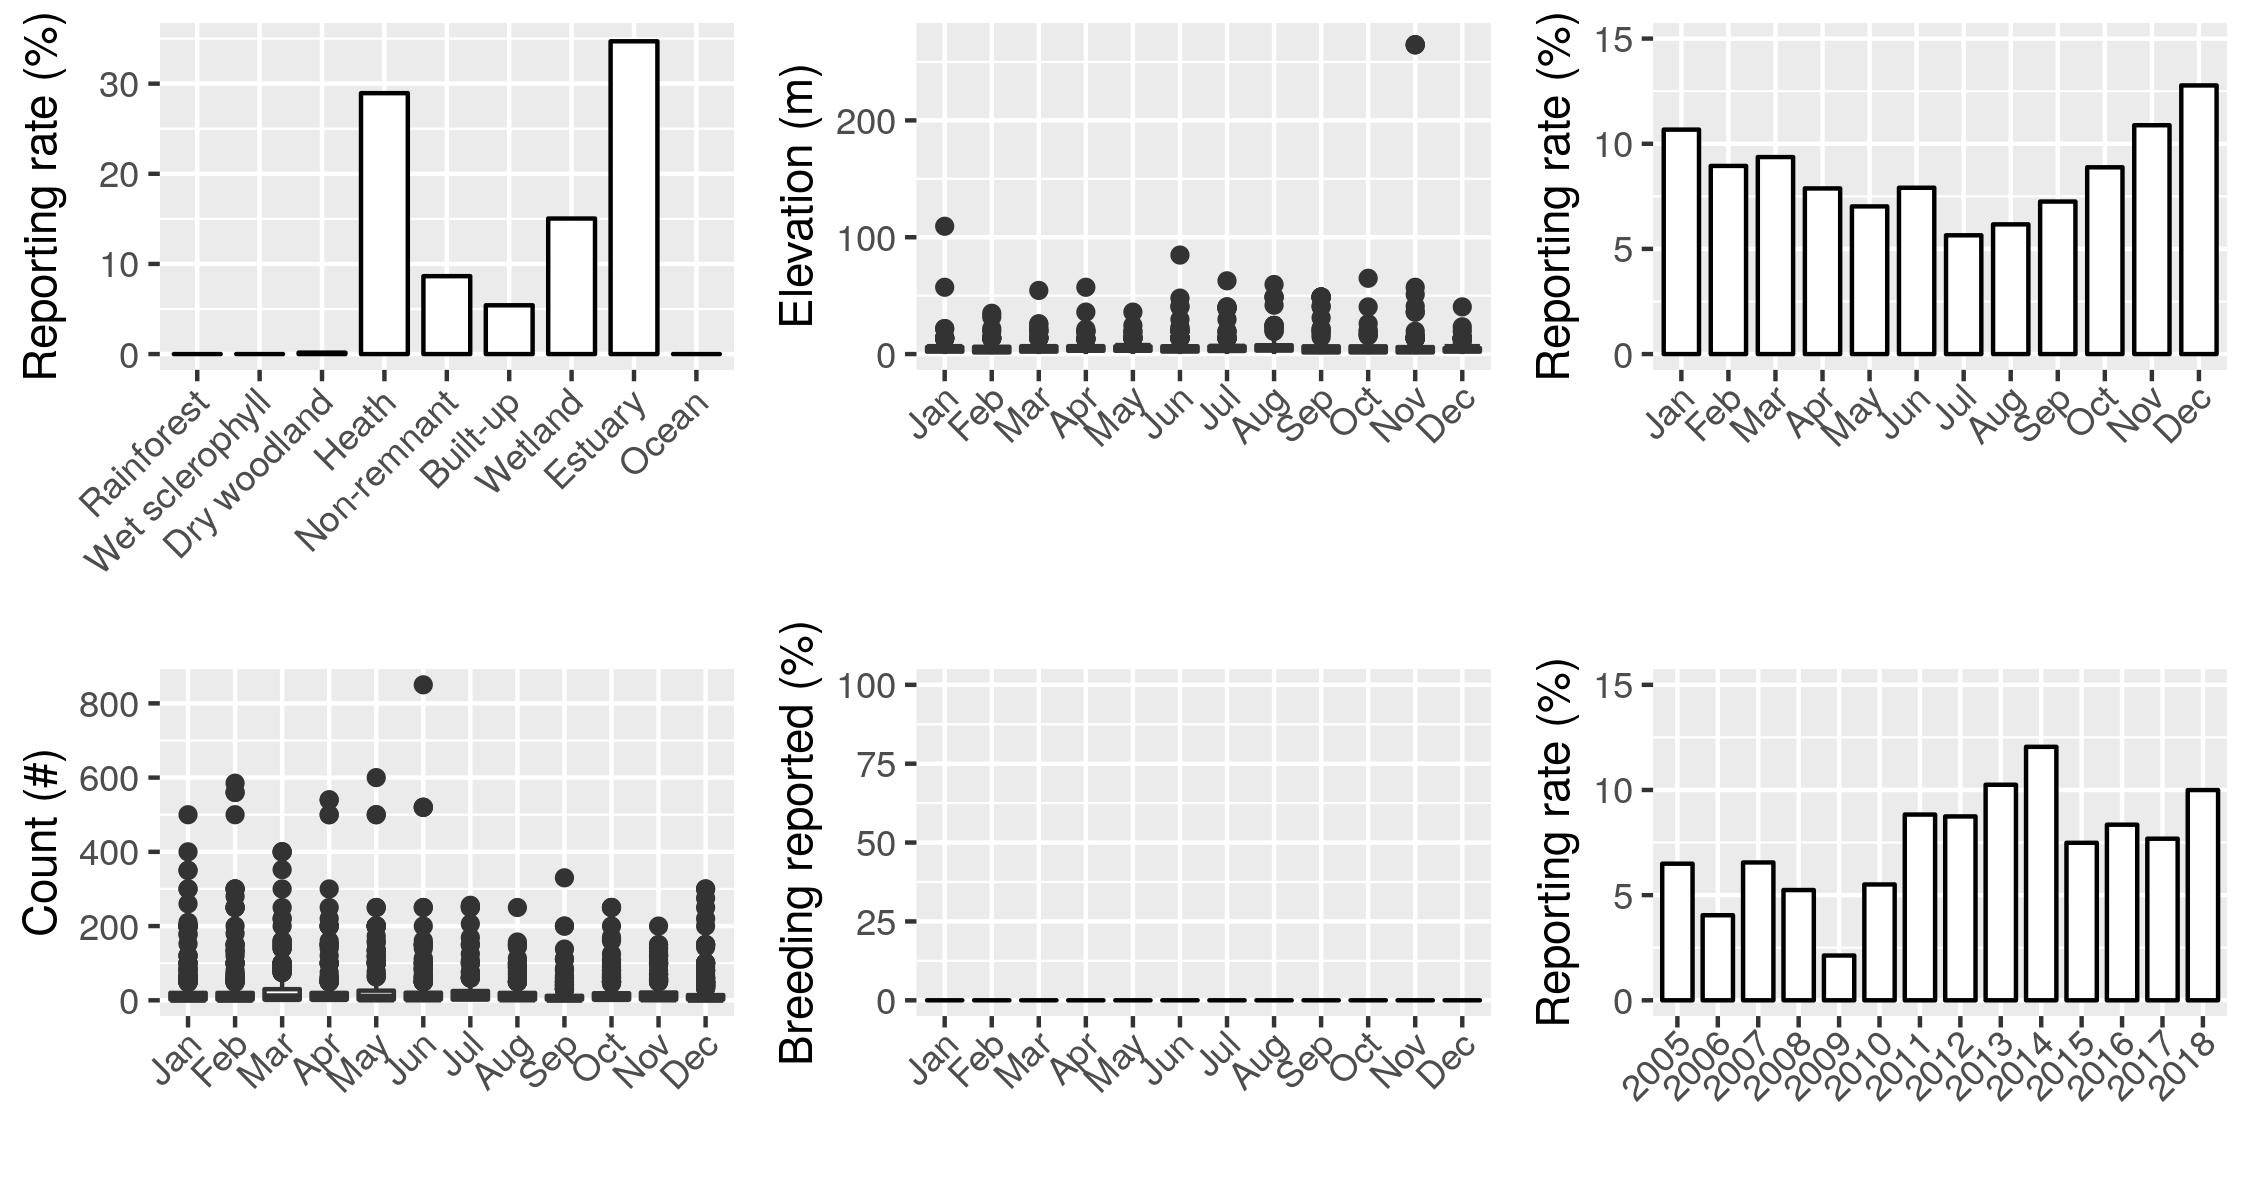 Reporting rate (%)
30
20
10
0
Rainforest
Wet sclerophyll
Dry woodland
Heath
Non-remnant
Built-up
Wetland
Estuary
Ocean
Elevation (m)
200
100
0
Jan
Feb
Mar
Apr
May
Jun
Jul
Aug
Sep
Oct
Nov
Dec
Reporting rate (%)
15
10
5
0
Jan
Feb
Mar
Apr
May
Jun
Jul
Aug
Sep
Oct
Nov
Dec
Count (#)
800
600
400
200
0
Jan
Feb
Mar
Apr
May
Jun
Jul
Aug
Sep
Oct
Nov
Dec
Breeding reported (%)
100
75
50
25
0
Jan
Feb
Mar
Apr
May
Jun
Jul
Aug
Sep
Oct
Nov
Dec
Reporting rate (%)
15
10
5
0
2005
2006
2007
2008
2009
2010
2011
2012
2013
2014
2015
2016
2017
2018